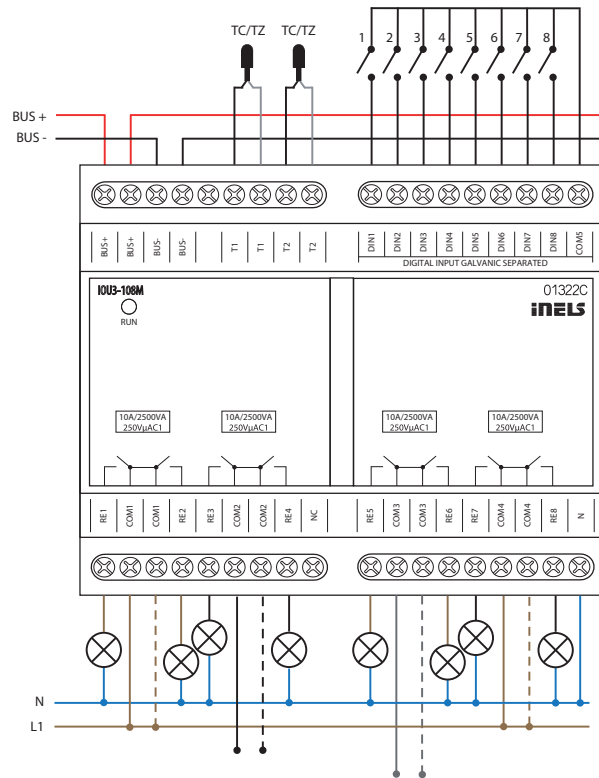 TC/TZ TC/TZ
1 2 3 4 5 6 7 8
BUS +
BUS -
BUS+ BUS+ BUS- BUS- T1 T1 T2 T2 DIN1 DIN2 DIN3 DIN4 DIN5 DIN6 DIN7 DIN8 COM5
DIGITAL INPUT GALVANIC SEPARATED
IOU3-108M 01322C
RUN iNELS
10A/2500VA 10A/2500VA 10A/2500VA 10A/2500VA
250VµAC1 250VµAC1 250VµAC1 250VµAC1
RE1 COM1 COM1 RE2 RE3 COM2 COM2 RE4 NC RE5 COM3 COM3 RE6 RE7 COM4 COM4 RE8 N
N
L1